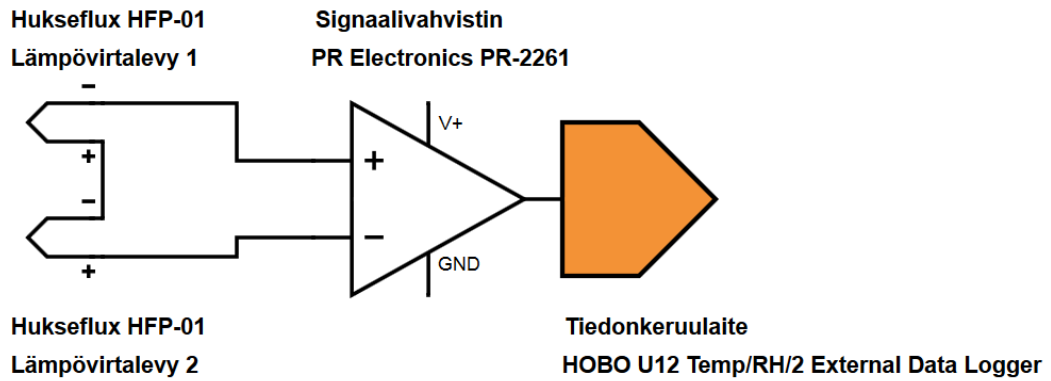 Hukseflux HFP-01
Lämpövirtalevy 1
Signaalivahvistin
PR Electronics PR-2261
−
+
−
+
+
−
V+
GND
Hukseflux HFP-01
Lämpövirtalevy 2
Tiedonkeruulaite
HOBO U12 Temp/RH/2 External Data Logger